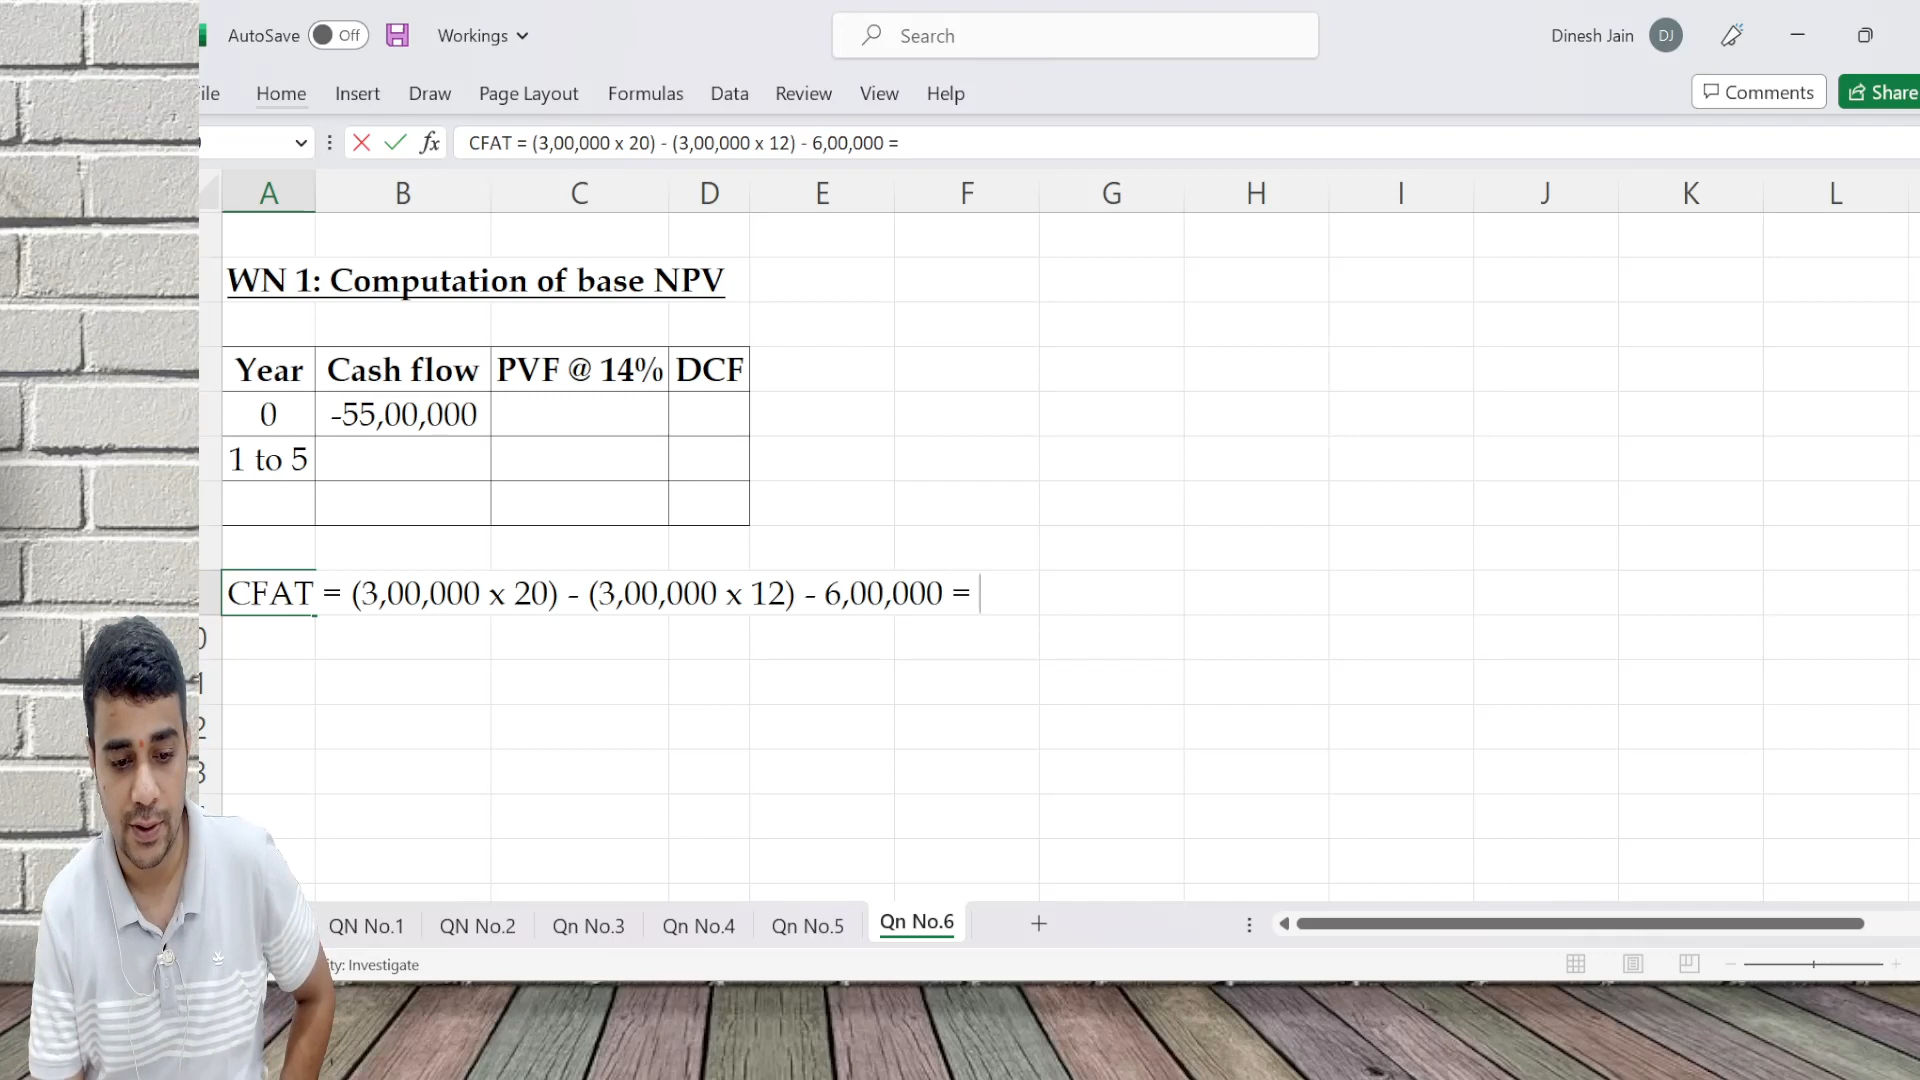 AutoSave Off Workings Search Dinesh Jain DJ
ile Home Insert Draw Page Layout Formulas Data Review View Help Comments Share
fx CFAT = (3,00,000 x 20) - (3,00,000 x 12) - 6,00,000 =
A B C D E F G H I J K L
WN 1: Computation of base NPV
Year Cash flow PVF @ 14% DCF
0 -55,00,000
1 to 5
CFAT = (3,00,000 x 20) - (3,00,000 x 12) - 6,00,000 =
QN No.1 QN No.2 Qn No.3 Qn No.4 Qn No.5 Qn No.6
ity: Investigate